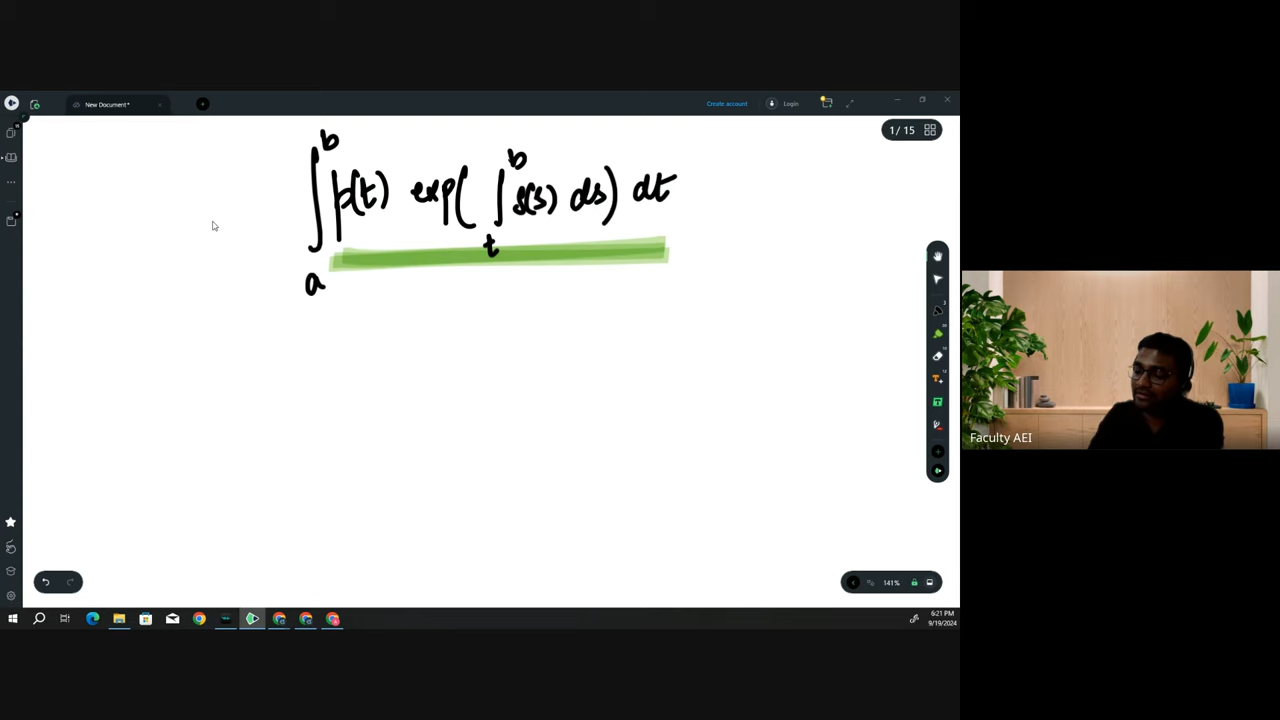 New Document*
Create account
Login
1 / 15
∫_a^b ρ(t) exp( ∫_t^b δ(s) ds ) dt
Faculty AEI
141%
6:21 PM
9/19/2024